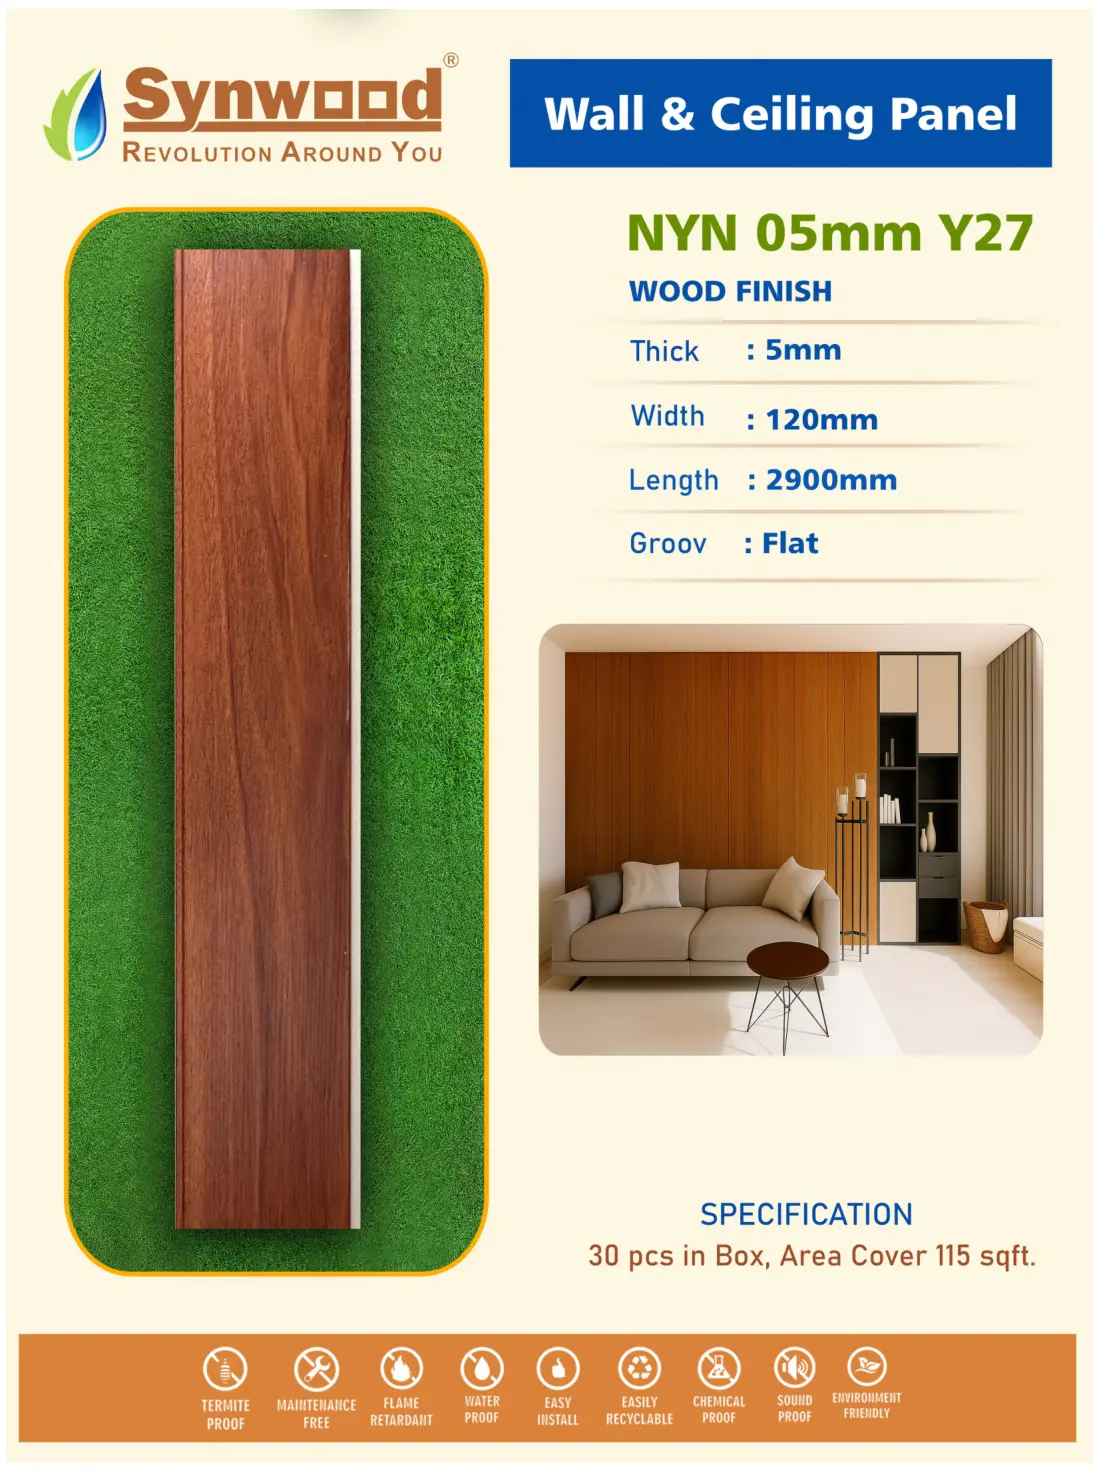 Synwood®
REVOLUTION AROUND YOU
Wall & Ceiling Panel
NYN 05mm Y27
WOOD FINISH
Thick : 5mm
Width : 120mm
Length : 2900mm
Groov : Flat
SPECIFICATION
30 pcs in Box, Area Cover 115 sqft.
TERMITE
PROOF
MAINTENANCE
FREE
FLAME
RETARDANT
WATER
PROOF
EASY
INSTALL
EASILY
RECYCLABLE
CHEMICAL
PROOF
SOUND
PROOF
ENVIRONMENT
FRIENDLY